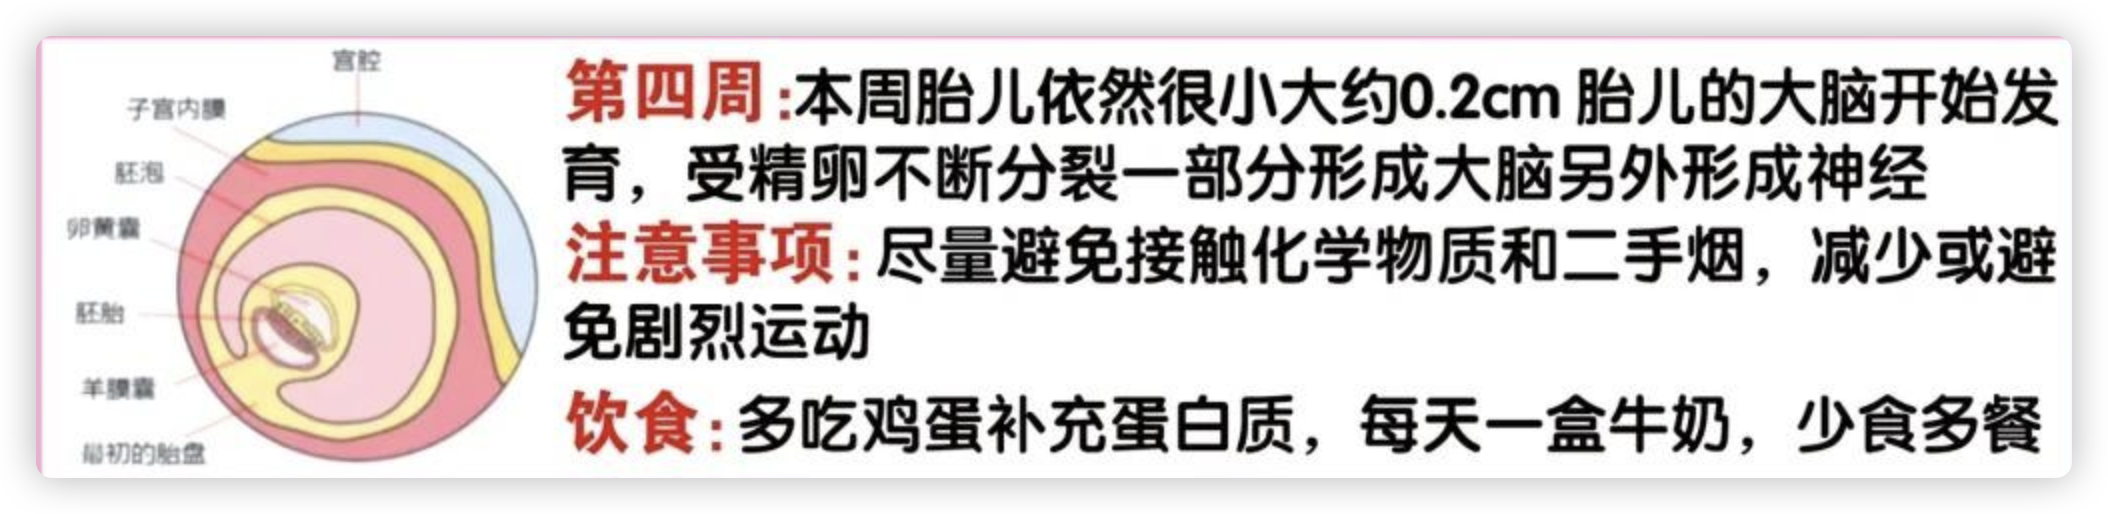 宫腔
子宫内膜
胚泡
卵黄囊
胚胎
羊膜囊
最初的胎盘
第四周:本周胎儿依然很小大约0.2cm 胎儿的大脑开始发
育，受精卵不断分裂一部分形成大脑另外形成神经
注意事项: 尽量避免接触化学物质和二手烟，减少或避
免剧烈运动
饮食: 多吃鸡蛋补充蛋白质，每天一盒牛奶，少食多餐